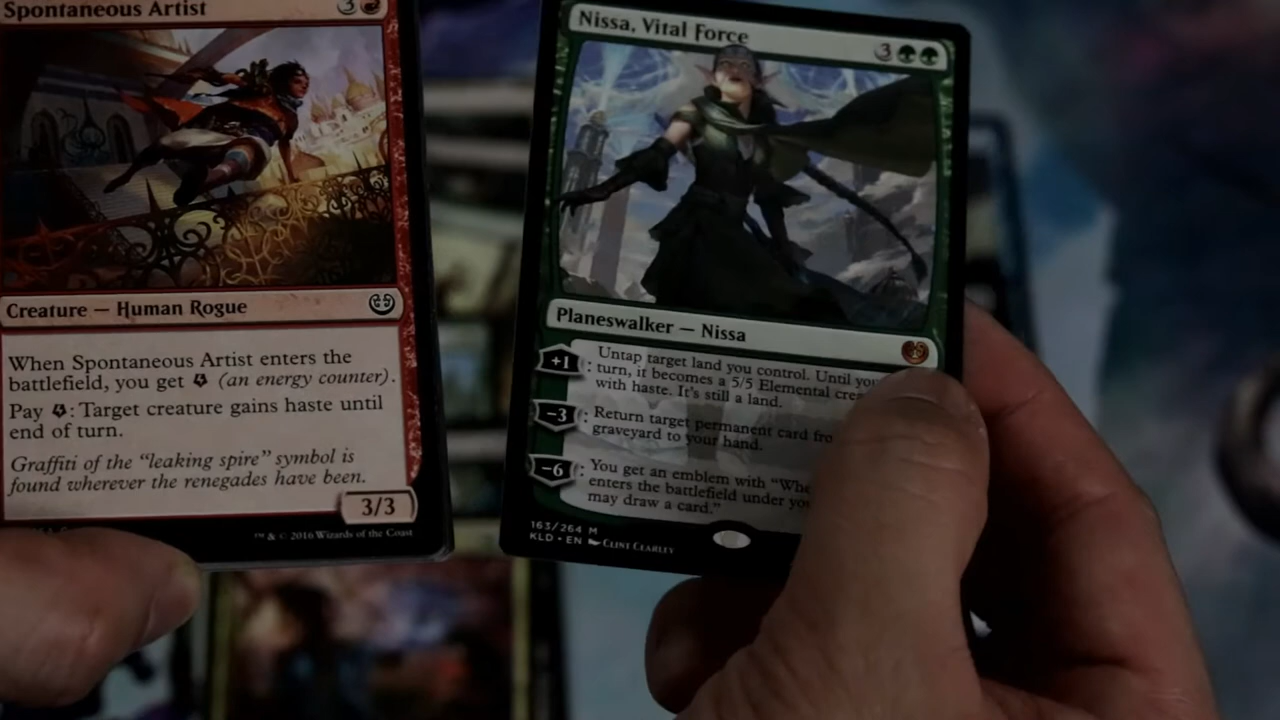 Spontaneous Artist
3
Creature — Human Rogue
When Spontaneous Artist enters the
battlefield, you get (an energy counter).
Pay : Target creature gains haste until
end of turn.
Graffiti of the “leaking spire” symbol is
found wherever the renegades have been.
3/3
™ & © 2016 Wizards of the Coast
Nissa, Vital Force
3
Planeswalker — Nissa
+1 : Untap target land you control. Until
turn, it becomes a 5/5 Elemental
with haste. It's still a land.
−3 : Return target permanent card
graveyard to your hand.
−6 : You get an emblem with
enters the battlefield under
may draw a card."
163/264 M
KLD • EN CLINT CEARLEY